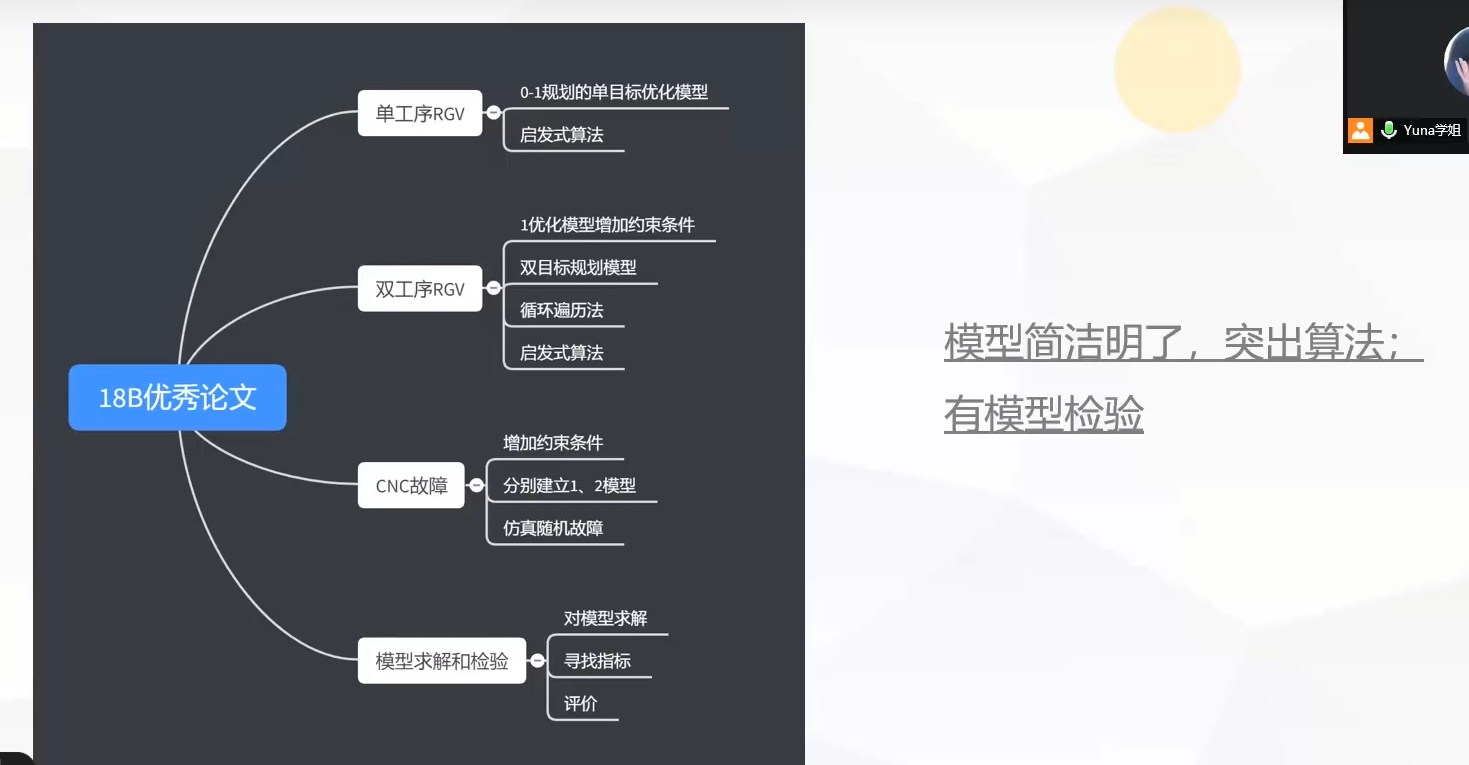 18B优秀论文
单工序RGV
0-1规划的单目标优化模型
启发式算法
双工序RGV
1优化模型增加约束条件
双目标规划模型
循环遍历法
启发式算法
CNC故障
增加约束条件
分别建立1、2模型
仿真随机故障
模型求解和检验
对模型求解
寻找指标
评价
模型简洁明了，突出算法；
有模型检验
Yuna学姐